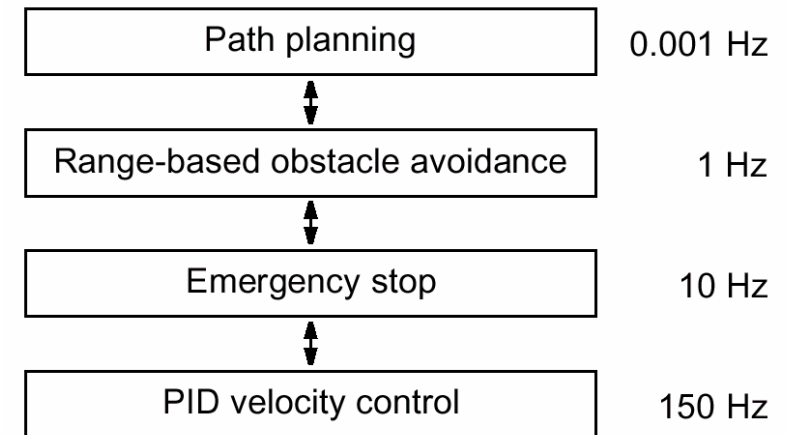 Path planning 0.001 Hz
Range-based obstacle avoidance 1 Hz
Emergency stop 10 Hz
PID velocity control 150 Hz